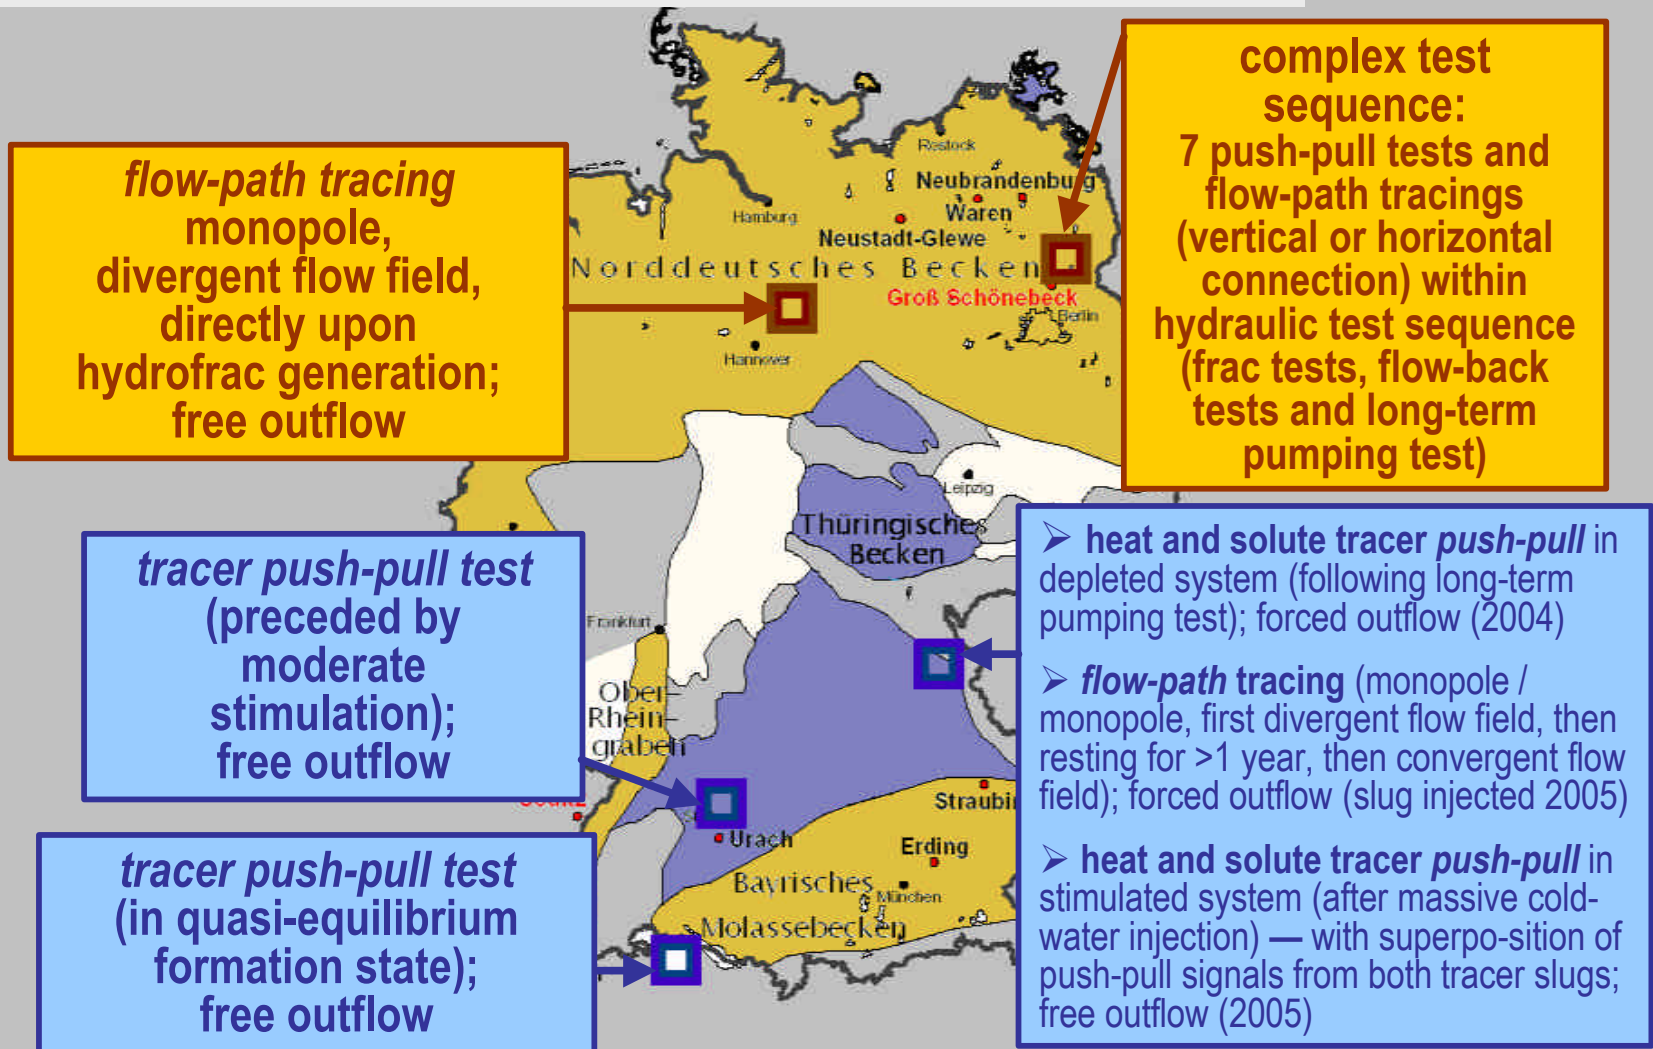 flow-path tracing
monopole,
divergent flow field,
directly upon
hydrofrac generation;
free outflow
complex test
sequence:
7 push-pull tests and
flow-path tracings
(vertical or horizontal
connection) within
hydraulic test sequence
(frac tests, flow-back
tests and long-term
pumping test)
Rostock
Neubrandenburg
Hamburg
Waren
Neustadt-Glewe
Norddeutsches Becken
Groß Schönebeck
Berlin
Hannover
Leipzig
Thüringisches
Becken
tracer push-pull test
(preceded by
moderate
stimulation);
free outflow
Frankfurt
Ober-
Rhein-
graben
➢ heat and solute tracer push-pull in
depleted system (following long-term
pumping test); forced outflow (2004)
➢ flow-path tracing (monopole /
monopole, first divergent flow field, then
resting for >1 year, then convergent flow
field); forced outflow (slug injected 2005)
➢ heat and solute tracer push-pull in
stimulated system (after massive cold-
water injection) — with superpo-sition of
push-pull signals from both tracer slugs;
free outflow (2005)
Straubin
Urach
Erding
Bayrisches
München
Molassebecken
tracer push-pull test
(in quasi-equilibrium
formation state);
free outflow